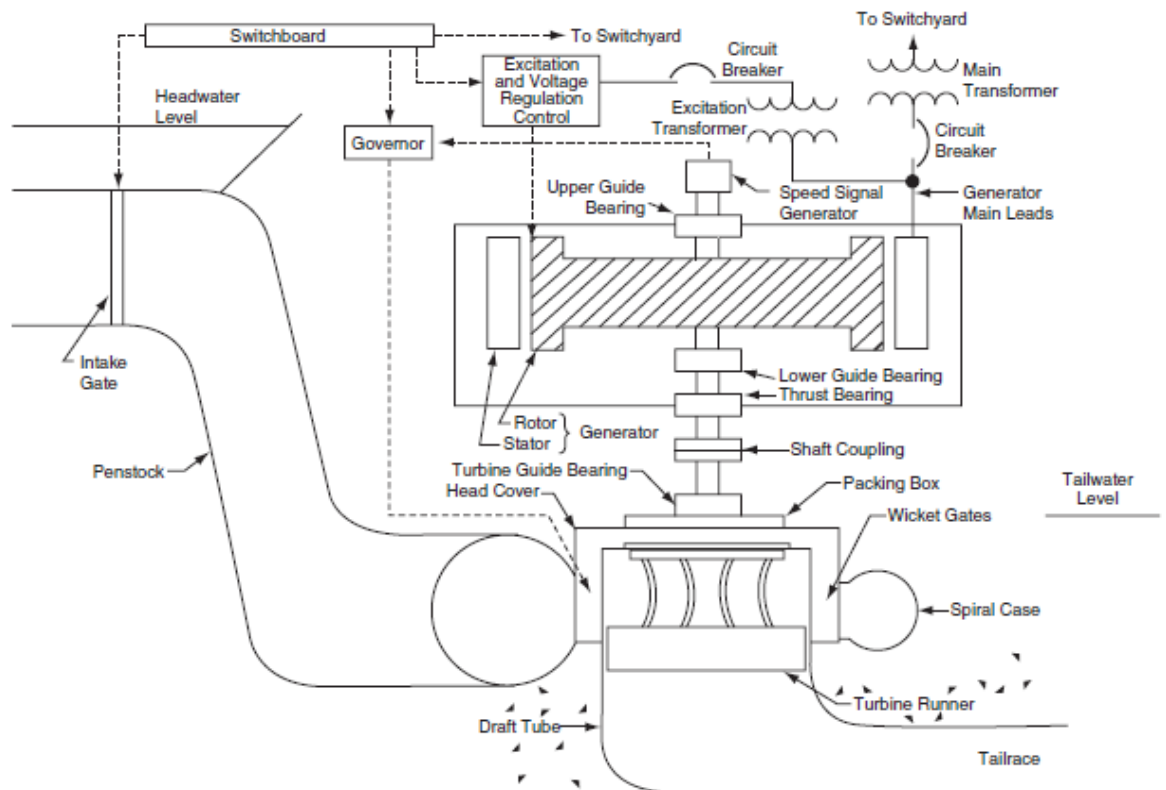 Switchboard
To Switchyard
To Switchyard
Circuit
Breaker
Main
Transformer
Excitation
and Voltage
Regulation
Control
Headwater
Level
Excitation
Transformer
Circuit
Breaker
Governor
Upper Guide
Bearing
Speed Signal
Generator
Generator
Main Leads
Intake
Gate
Lower Guide Bearing
Thrust Bearing
Rotor
Stator
Generator
Shaft Coupling
Penstock
Turbine Guide Bearing
Head Cover
Packing Box
Tailwater
Level
Wicket Gates
Spiral Case
Turbine Runner
Draft Tube
Tailrace